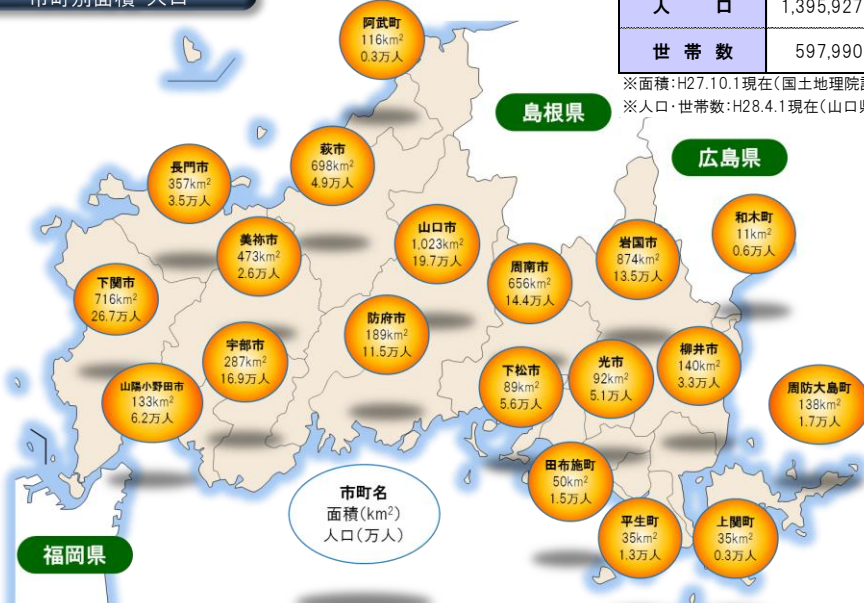 市町別面積・人口
人口 1,395,927
世帯数 597,990
※面積:H27.10.1現在(国土地理院
※人口・世帯数:H28.4.1現在(山口県
阿武町
116km²
0.3万人
島根県
広島県
萩市
698km²
4.9万人
長門市
357km²
3.5万人
和木町
11km²
0.6万人
山口市
1,023km²
19.7万人
美祢市
473km²
2.6万人
岩国市
874km²
13.5万人
周南市
656km²
14.4万人
下関市
716km²
26.7万人
防府市
189km²
11.5万人
宇部市
287km²
16.9万人
柳井市
140km²
3.3万人
下松市
89km²
5.6万人
光市
92km²
5.1万人
山陽小野田市
133km²
6.2万人
周防大島町
138km²
1.7万人
田布施町
50km²
1.5万人
市町名
面積(km²)
人口(万人)
平生町
35km²
1.3万人
上関町
35km²
0.3万人
福岡県